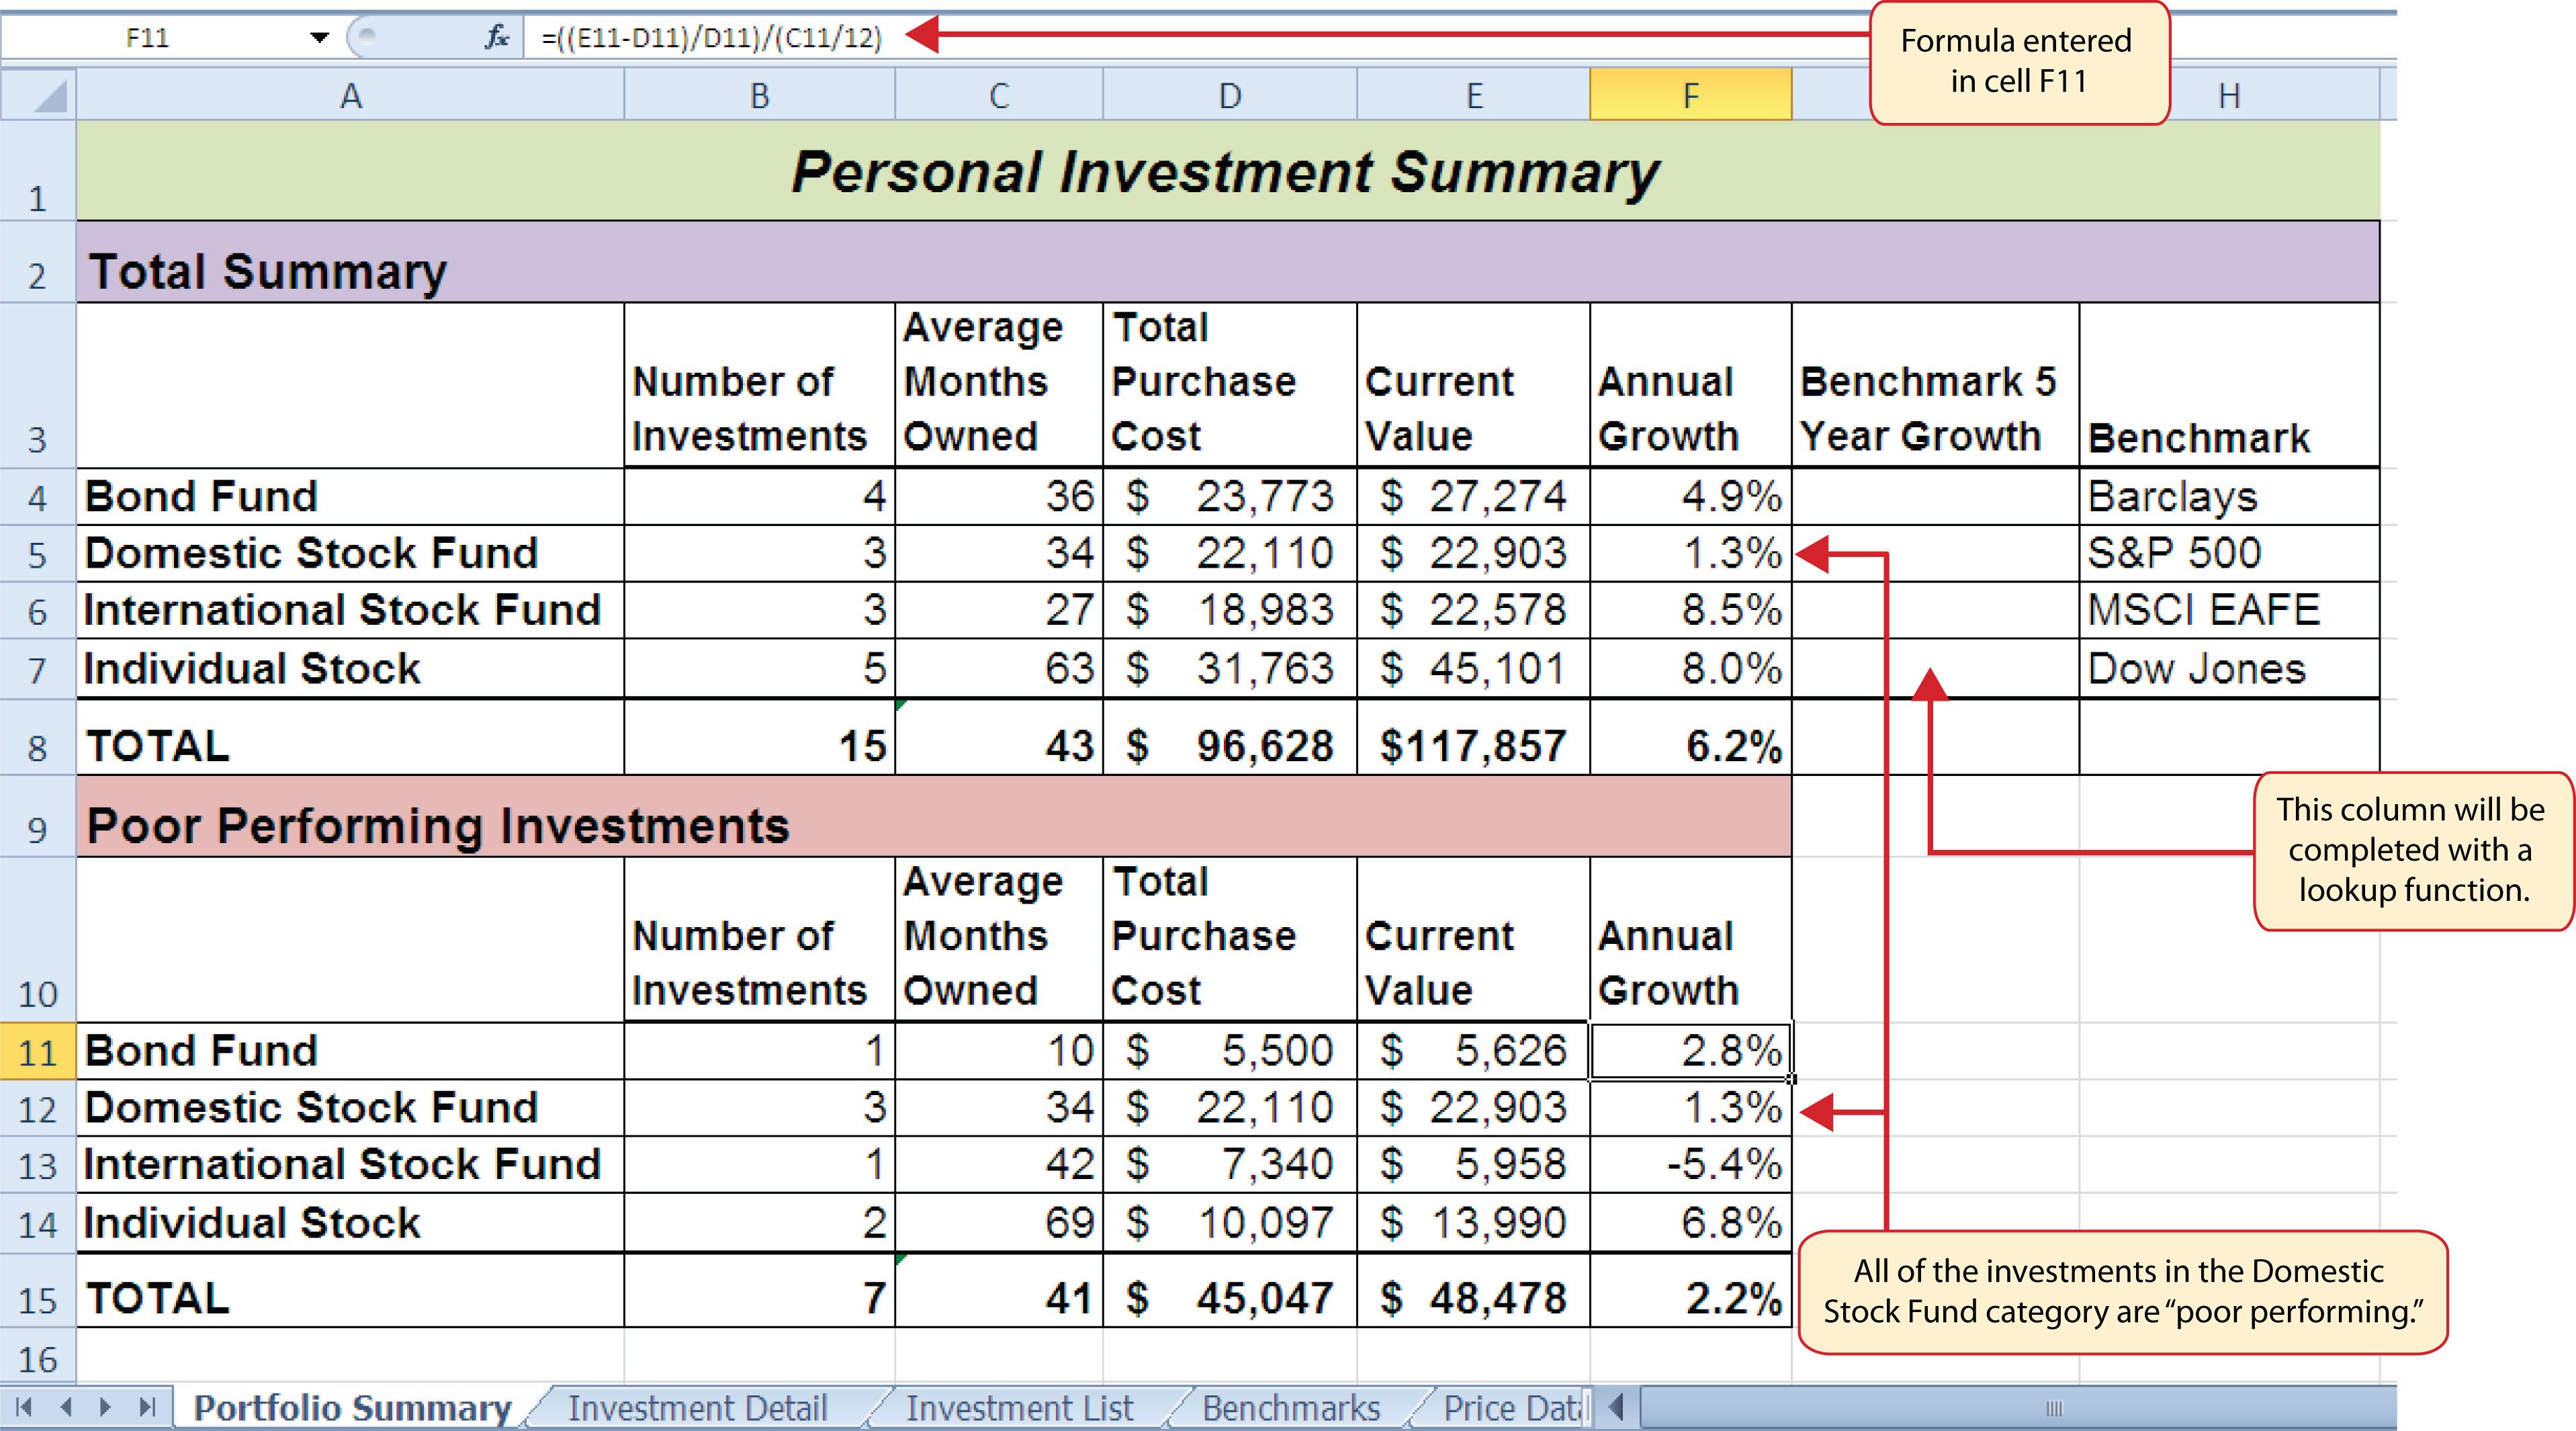 F11 fx =((E11-D11)/D11)/(C11/12)
Formula entered
in cell F11
A B C D E F H
1 Personal Investment Summary
2 Total Summary
3 Number of Investments Average Months Owned Total Purchase Cost Current Value Annual Growth Benchmark 5 Year Growth Benchmark
4 Bond Fund 4 36 $ 23,773 $ 27,274 4.9% Barclays
5 Domestic Stock Fund 3 34 $ 22,110 $ 22,903 1.3% S&P 500
6 International Stock Fund 3 27 $ 18,983 $ 22,578 8.5% MSCI EAFE
7 Individual Stock 5 63 $ 31,763 $ 45,101 8.0% Dow Jones
8 TOTAL 15 43 $ 96,628 $117,857 6.2%
This column will be
completed with a
lookup function.
9 Poor Performing Investments
10 Number of Investments Average Months Owned Total Purchase Cost Current Value Annual Growth
11 Bond Fund 1 10 $ 5,500 $ 5,626 2.8%
12 Domestic Stock Fund 3 34 $ 22,110 $ 22,903 1.3%
13 International Stock Fund 1 42 $ 7,340 $ 5,958 -5.4%
14 Individual Stock 2 69 $ 10,097 $ 13,990 6.8%
15 TOTAL 7 41 $ 45,047 $ 48,478 2.2%
All of the investments in the Domestic
Stock Fund category are “poor performing.”
16
Portfolio Summary Investment Detail Investment List Benchmarks Price Data